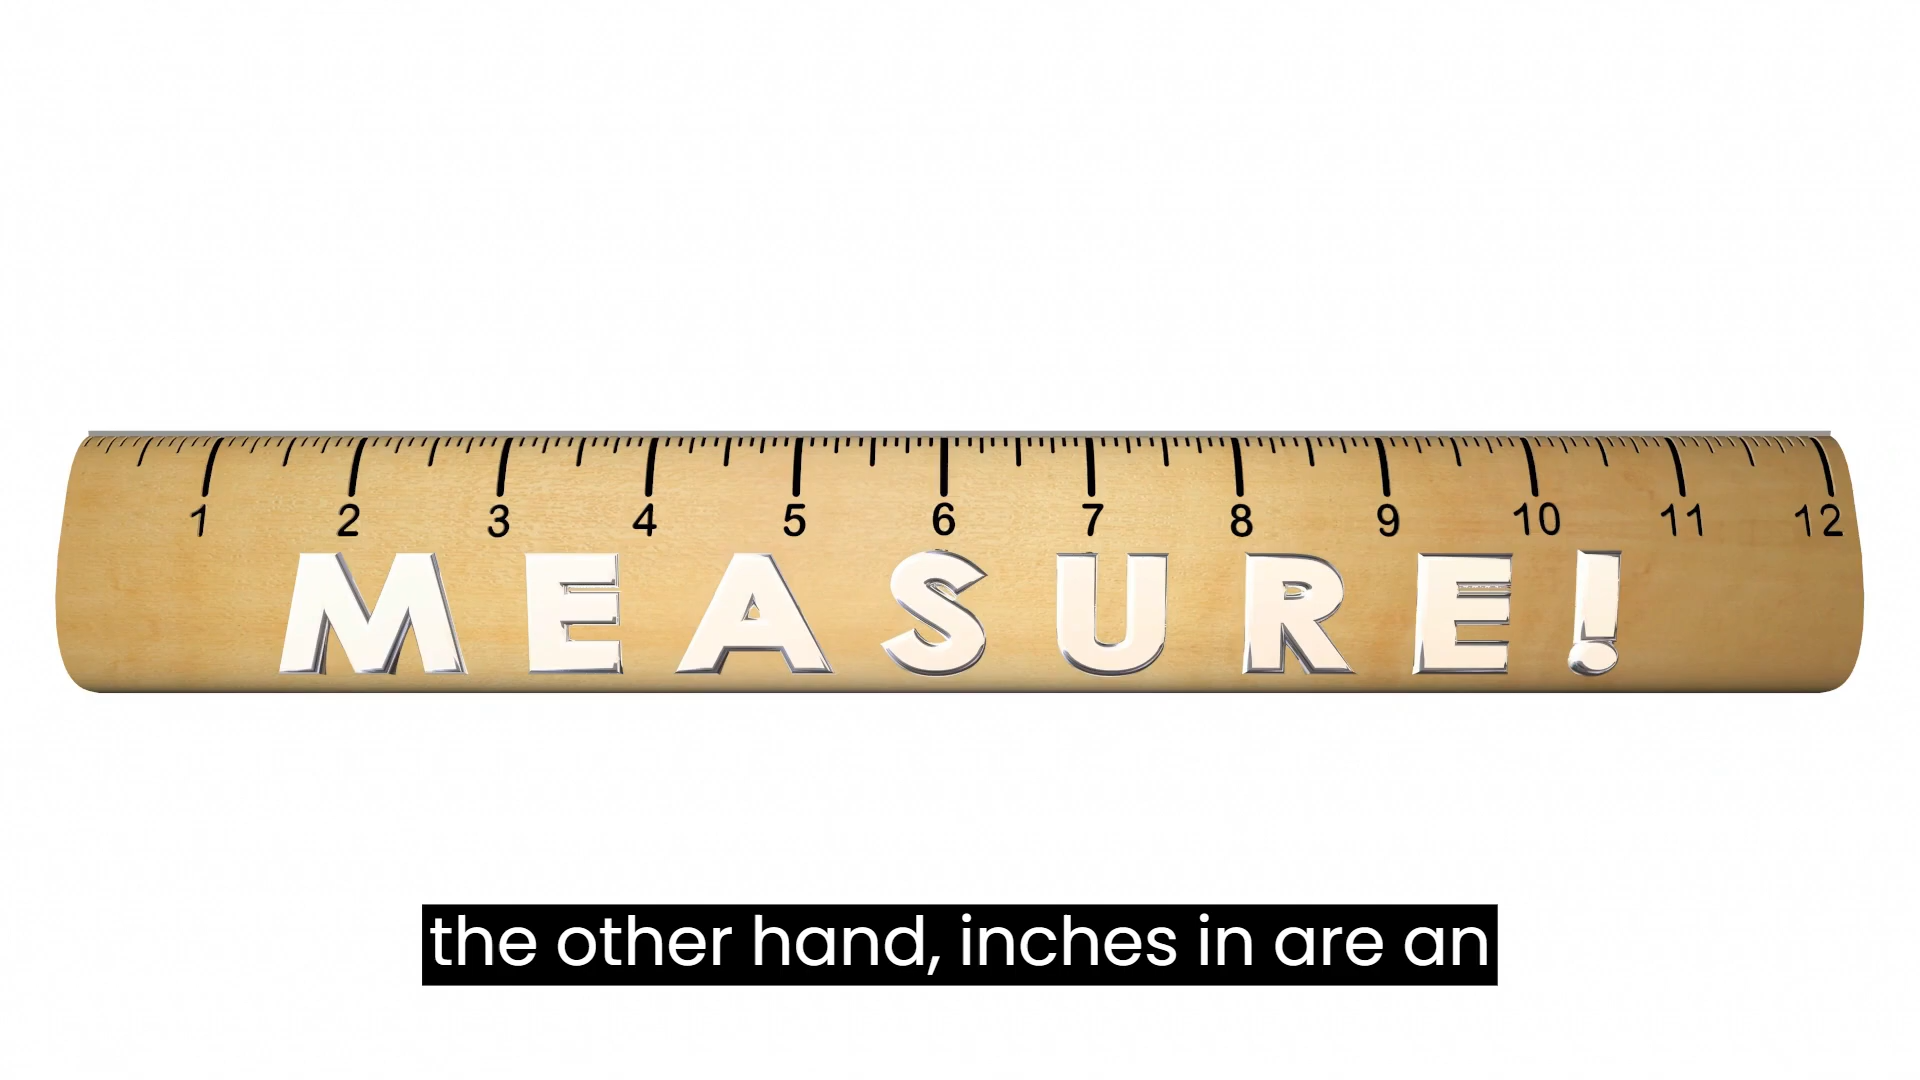 1 2 3 4 5 6 7 8 9 10 11 12
MEASURE!
the other hand, inches in are an